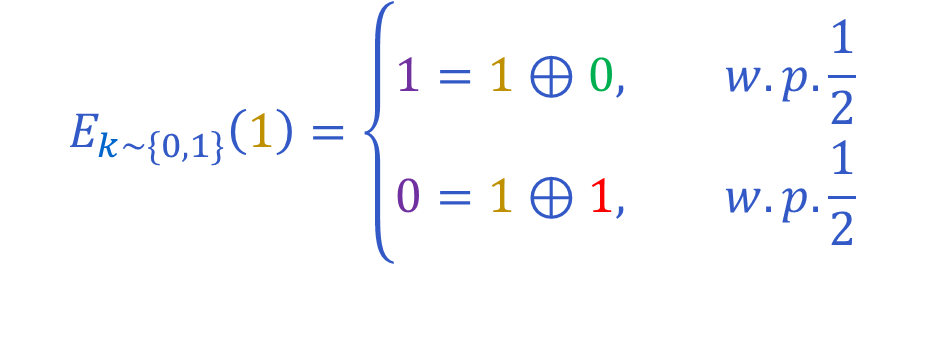 E_{k~{0,1}}(1) = { 1 = 1 ⊕ 0, w.p. 1/2
0 = 1 ⊕ 1, w.p. 1/2